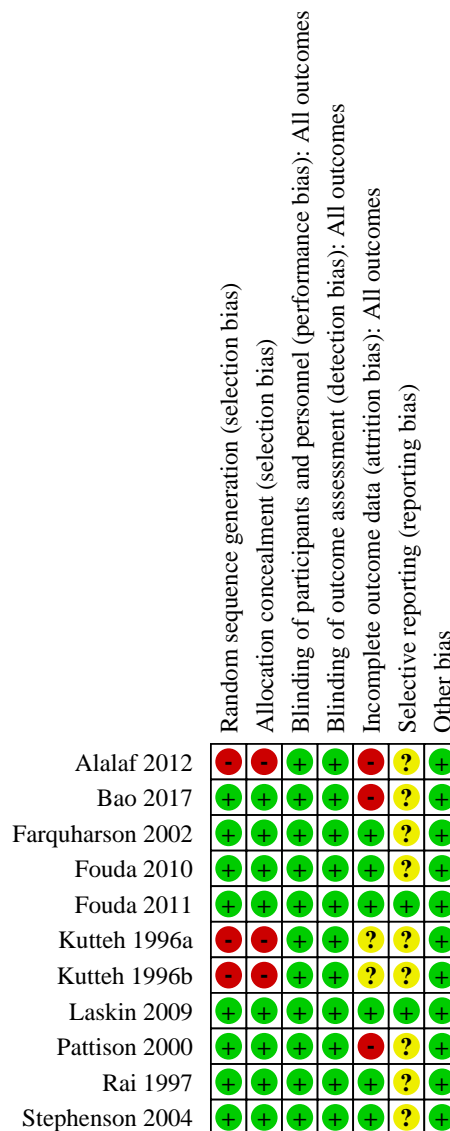 Random sequence generation (selection bias)
Allocation concealment (selection bias)
Blinding of participants and personnel (performance bias): All outcomes
Blinding of outcome assessment (detection bias): All outcomes
Incomplete outcome data (attrition bias): All outcomes
Selective reporting (reporting bias)
Other bias
Alalaf 2012 - - + + - ? +
Bao 2017 + + + + - ? +
Farquharson 2002 + + + + + ? +
Fouda 2010 + + + + + ? +
Fouda 2011 + + + + + + +
Kutteh 1996a - - + + ? ? +
Kutteh 1996b - - + + ? ? +
Laskin 2009 + + + + + + +
Pattison 2000 + + + + - ? +
Rai 1997 + + + + + ? +
Stephenson 2004 + + + + + ? +